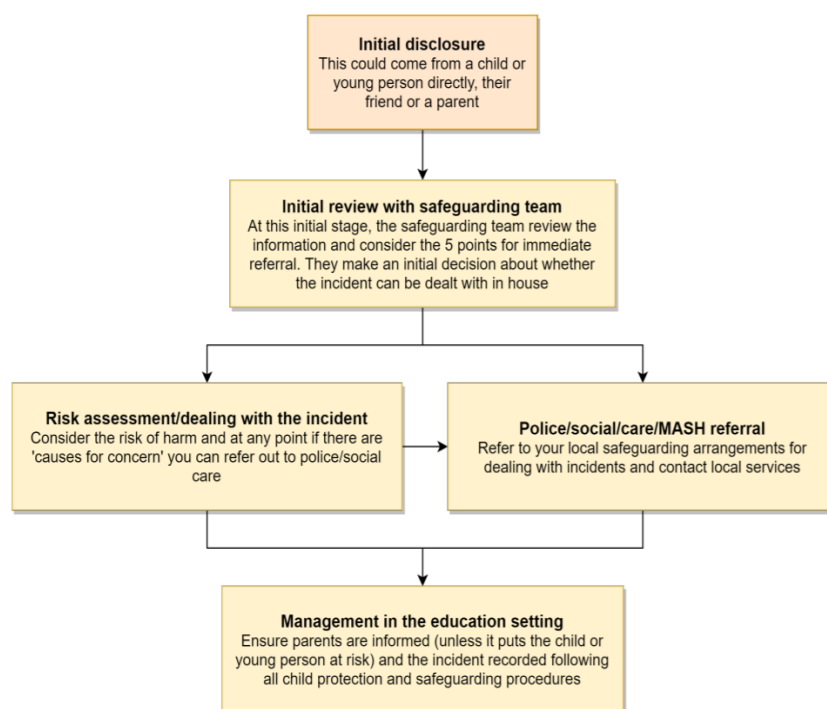 Initial disclosure
This could come from a child or
young person directly, their
friend or a parent
Initial review with safeguarding team
At this initial stage, the safeguarding team review the
information and consider the 5 points for immediate
referral. They make an initial decision about whether
the incident can be dealt with in house
Risk assessment/dealing with the incident
Consider the risk of harm and at any point if there are
'causes for concern' you can refer out to police/social
care
Police/social/care/MASH referral
Refer to your local safeguarding arrangements for
dealing with incidents and contact local services
Management in the education setting
Ensure parents are informed (unless it puts the child or
young person at risk) and the incident recorded following
all child protection and safeguarding procedures